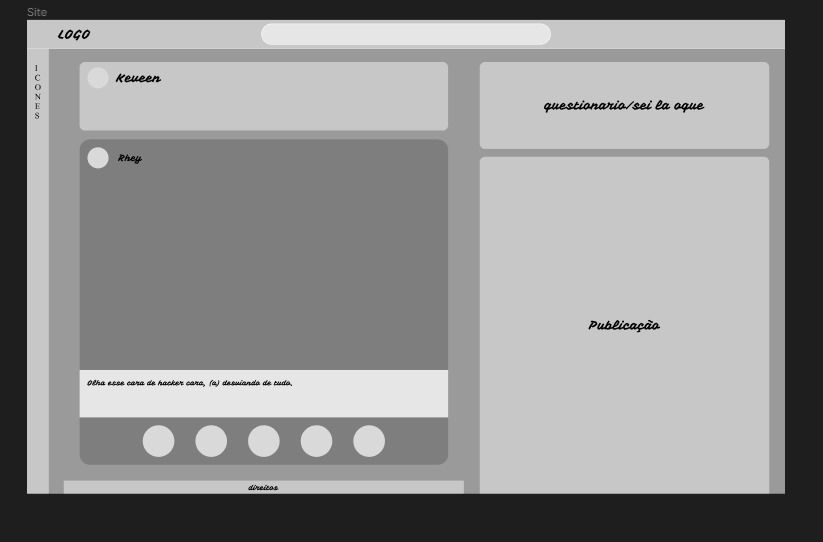 Site
LOGO
I
C
O
N
E
S
Keveen
Rhey
Olha esse cara de hacker cara, (a) desviando de tudo.
direitos
questionario/sei la oque
Publicação